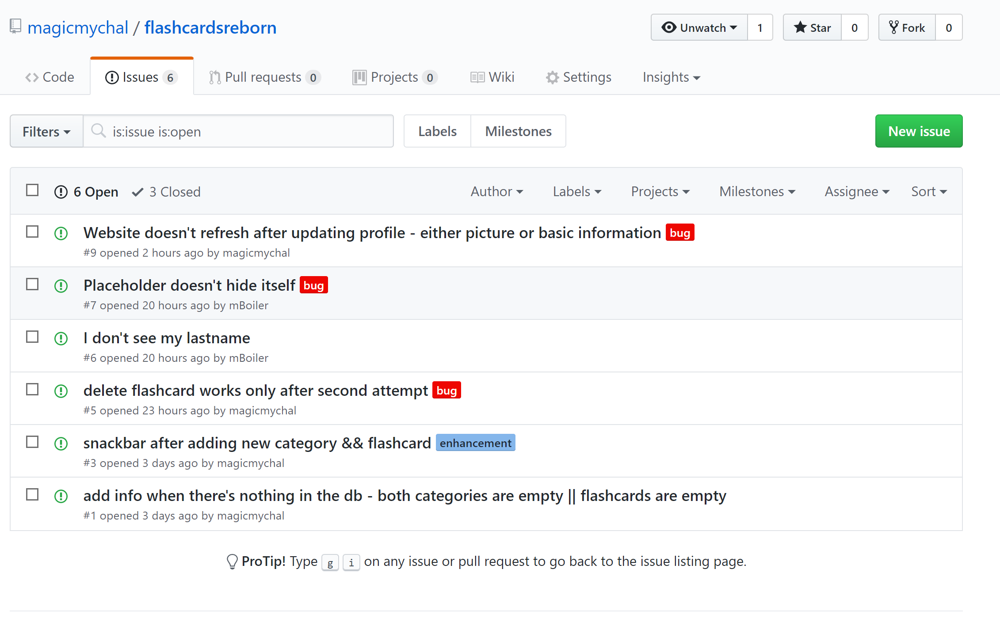 magicmychal / flashcardsreborn
Unwatch 1 Star 0 Fork 0
Code Issues 6 Pull requests 0 Projects 0 Wiki Settings Insights
Filters is:issue is:open Labels Milestones New issue
6 Open 3 Closed Author Labels Projects Milestones Assignee Sort
Website doesn't refresh after updating profile - either picture or basic information bug
#9 opened 2 hours ago by magicmychal
Placeholder doesn't hide itself bug
#7 opened 20 hours ago by mBoiler
I don't see my lastname
#6 opened 20 hours ago by mBoiler
delete flashcard works only after second attempt bug
#5 opened 23 hours ago by magicmychal
snackbar after adding new category && flashcard enhancement
#3 opened 3 days ago by magicmychal
add info when there's nothing in the db - both categories are empty || flashcards are empty
#1 opened 3 days ago by magicmychal
ProTip! Type g i on any issue or pull request to go back to the issue listing page.